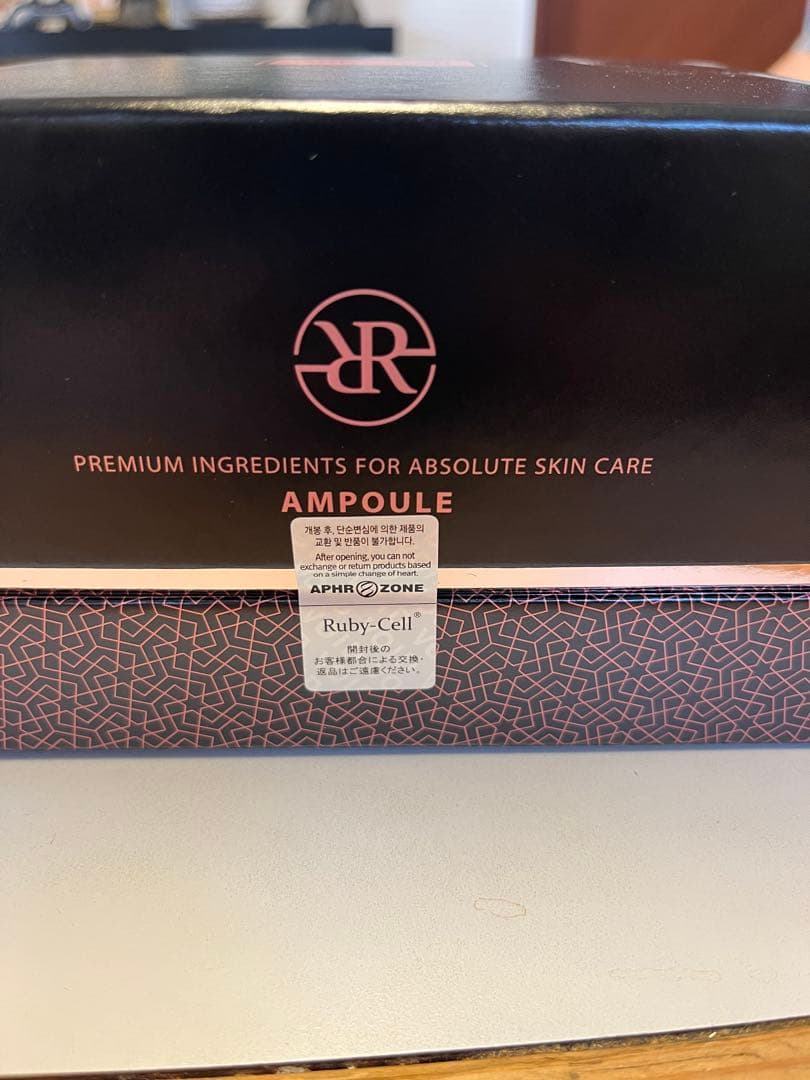 RR
PREMIUM INGREDIENTS FOR ABSOLUTE SKIN CARE
AMPOULE
개봉 후, 단순변심에 의한 제품의
교환 및 반품이 불가합니다.
After opening, you can not
exchange or return products based
on a simple change of heart.
APHROZONE
Ruby-Cell®
開封後の
お客様都合による交換・
返品はご遠慮ください。